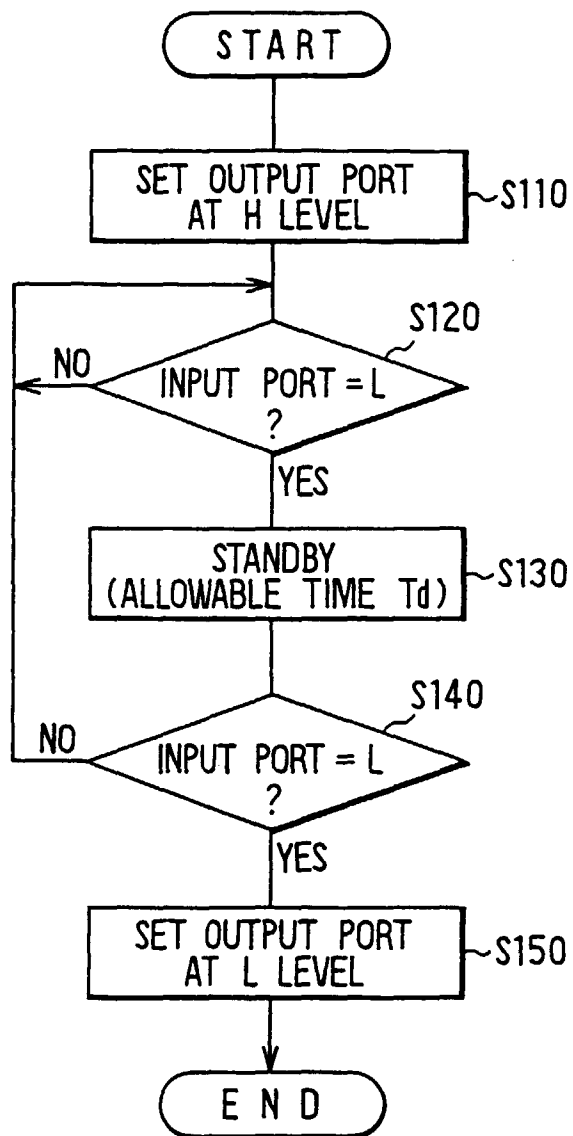 START
SET OUTPUT PORT
AT H LEVEL
S110
S120
NO
INPUT PORT = L
?
YES
STANDBY
(ALLOWABLE TIME Td)
S130
S140
NO
INPUT PORT = L
?
YES
SET OUTPUT PORT
AT L LEVEL
S150
END